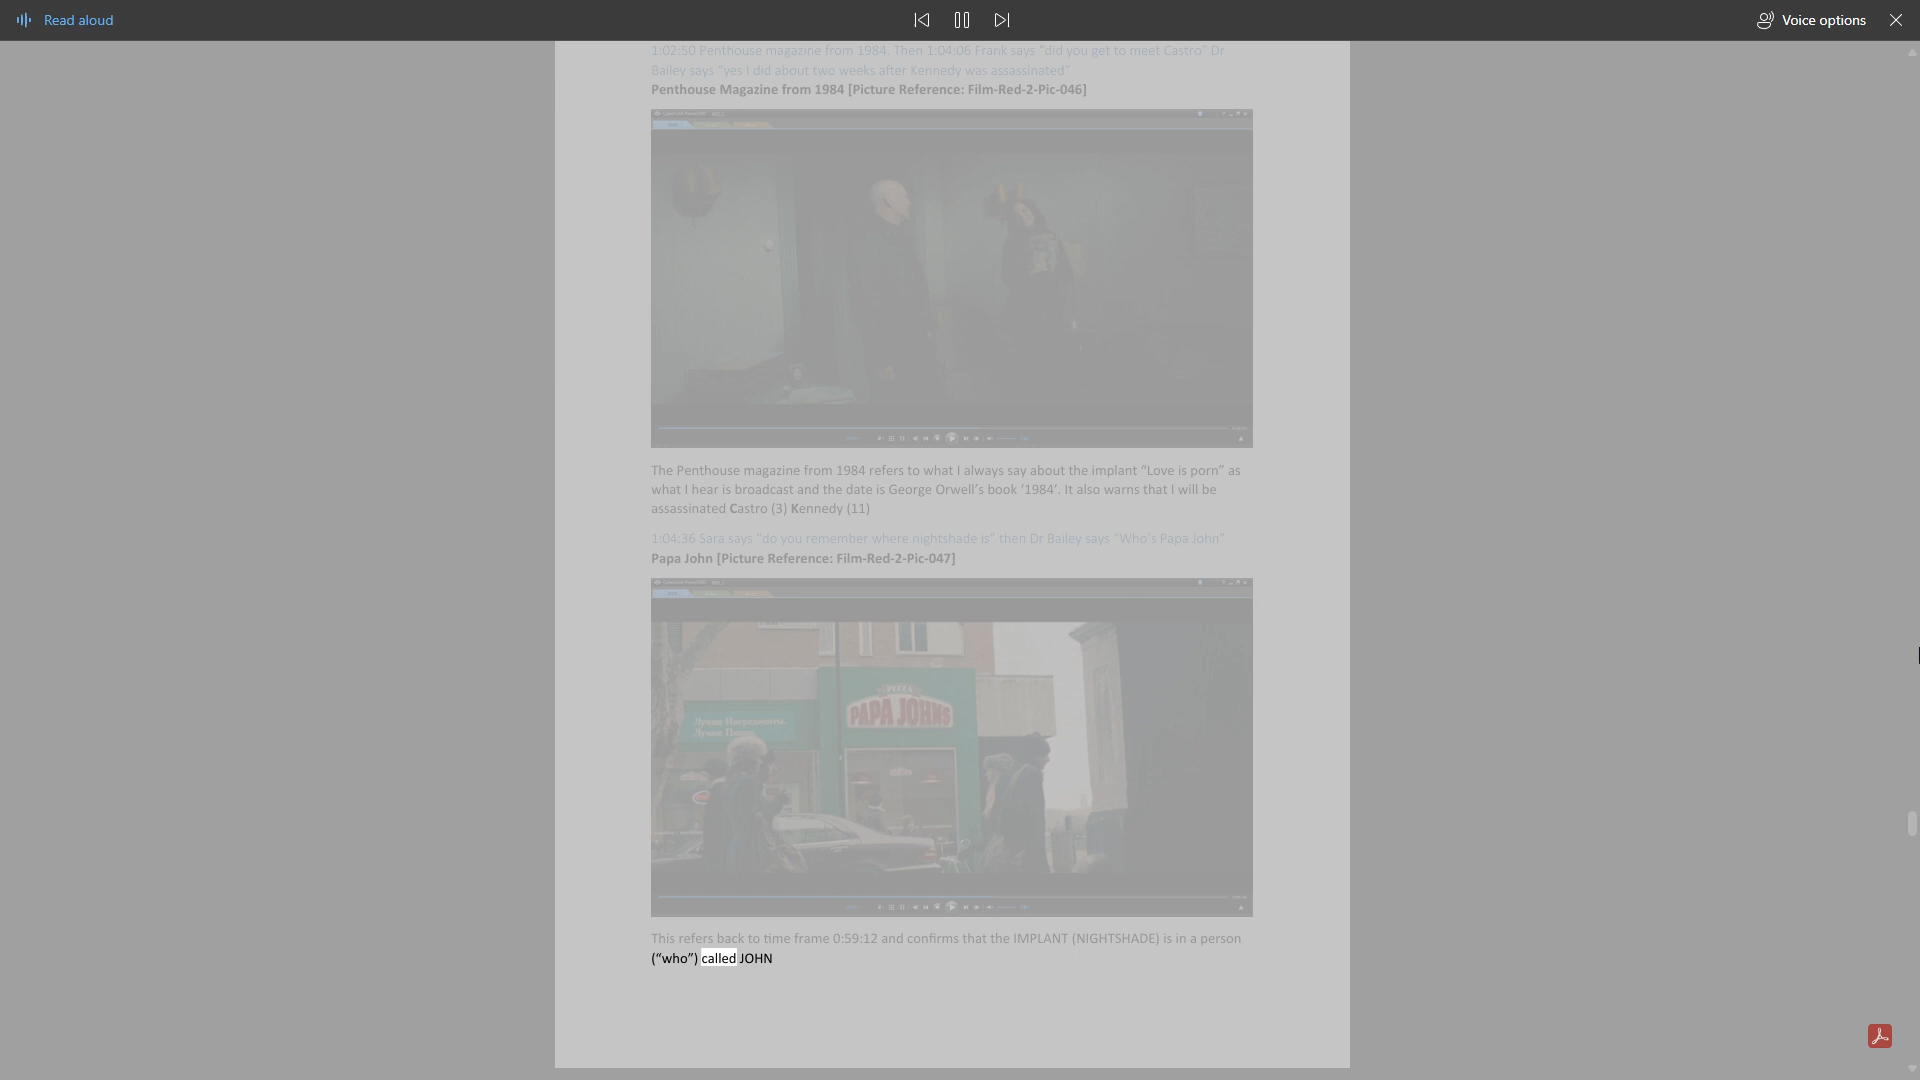 Read aloud
Voice options
1:02:50 Penthouse magazine from 1984. Then 1:04:06 Frank says “did you get to meet Castro” Dr
Bailey says “yes I did about two weeks after Kennedy was assassinated”
Penthouse Magazine from 1984 [Picture Reference: Film-Red-2-Pic-046]
The Penthouse magazine from 1984 refers to what I always say about the implant “Love is porn” as
what I hear is broadcast and the date is George Orwell’s book ‘1984’. It also warns that I will be
assassinated Castro (3) Kennedy (11)
1:04:36 Sara says “do you remember where nightshade is” then Dr Bailey says “Who’s Papa John”
Papa John [Picture Reference: Film-Red-2-Pic-047]
PIZZA
PAPA JOHNS
Лучшие Ингредиенты.
Лучшая Пицца.
This refers back to time frame 0:59:12 and confirms that the IMPLANT (NIGHTSHADE) is in a person
(“who”) called JOHN